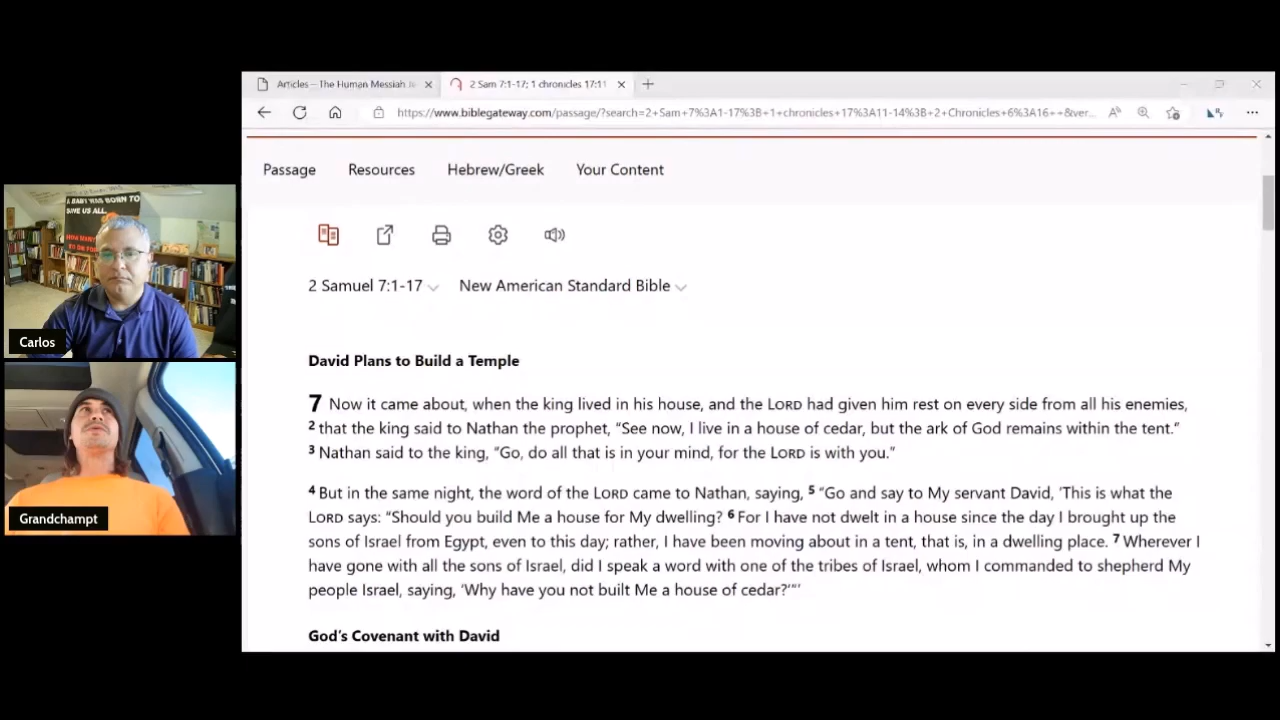 Articles – The Human Messiah J
2 Sam 7:1-17; 1 chronicles 17:11
https://www.biblegateway.com/passage/?search=2+Sam+7%3A1-17%3B+1+chronicles+17%3A11-14%3B+2+Chronicles+6%3A16++&ver...
Passage Resources Hebrew/Greek Your Content
2 Samuel 7:1-17 New American Standard Bible
David Plans to Build a Temple
7 Now it came about, when the king lived in his house, and the LORD had given him rest on every side from all his enemies,
2 that the king said to Nathan the prophet, “See now, I live in a house of cedar, but the ark of God remains within the tent.”
3 Nathan said to the king, “Go, do all that is in your mind, for the LORD is with you.”
4 But in the same night, the word of the LORD came to Nathan, saying, 5 “Go and say to My servant David, ‘This is what the
LORD says: “Should you build Me a house for My dwelling? 6 For I have not dwelt in a house since the day I brought up the
sons of Israel from Egypt, even to this day; rather, I have been moving about in a tent, that is, in a dwelling place. 7 Wherever I
have gone with all the sons of Israel, did I speak a word with one of the tribes of Israel, whom I commanded to shepherd My
people Israel, saying, ‘Why have you not built Me a house of cedar?’”’
God’s Covenant with David
A BABY WAS BORN TO
SAVE US ALL.
HOW MANY
TO DIE FOR
Carlos
Grandchampt